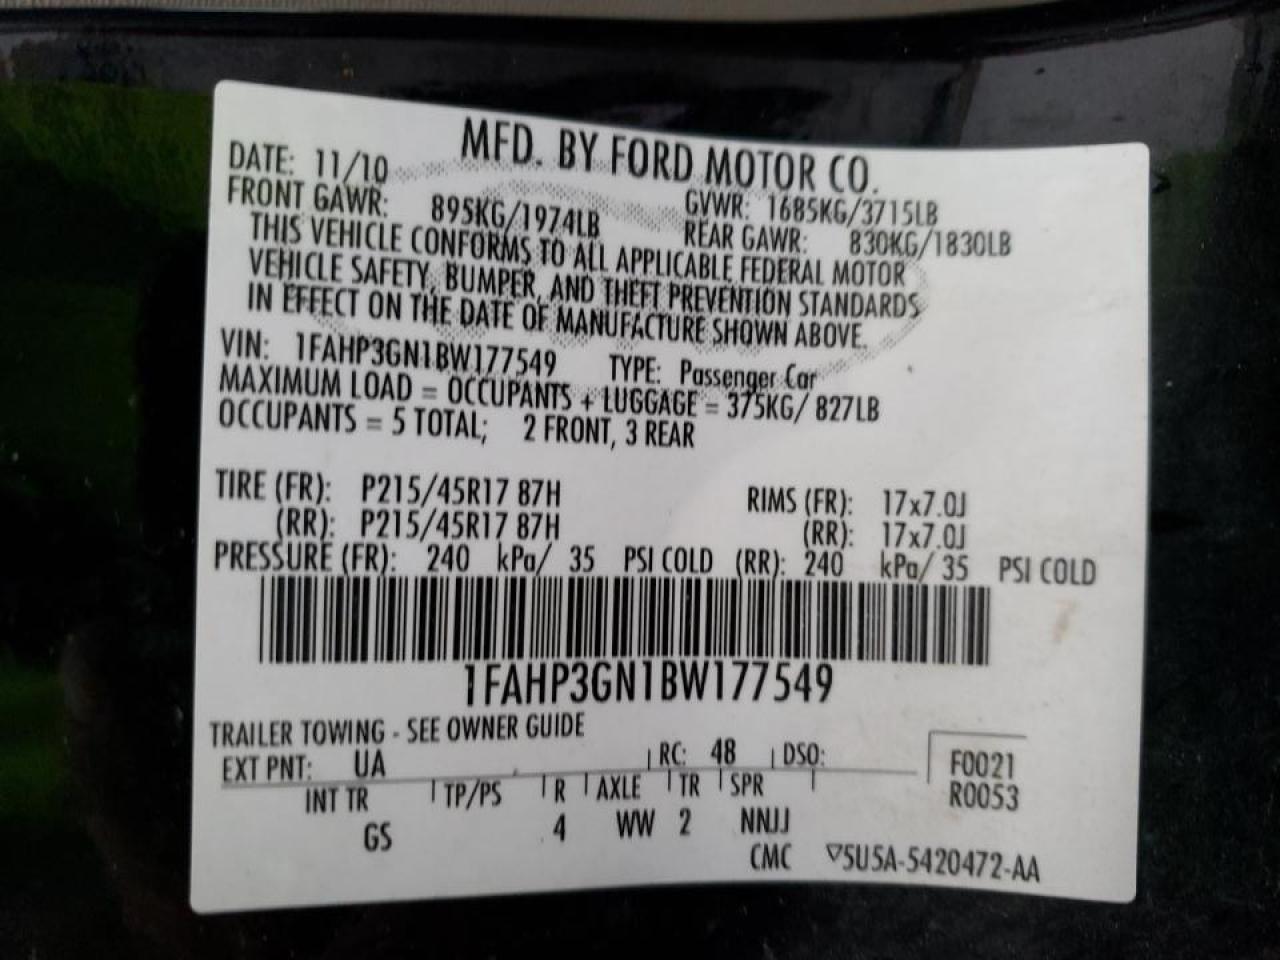 MFD. BY FORD MOTOR CO.
DATE: 11/10
GVWR: 1685KG/3715LB
FRONT GAWR: 895KG/1974LB
REAR GAWR: 830KG/1830LB
THIS VEHICLE CONFORMS TO ALL APPLICABLE FEDERAL MOTOR
VEHICLE SAFETY, BUMPER, AND THEFT PREVENTION STANDARDS
IN EFFECT ON THE DATE OF MANUFACTURE SHOWN ABOVE.
VIN: 1FAHP3GN1BW177549 TYPE: Passenger Car
MAXIMUM LOAD = OCCUPANTS + LUGGAGE = 375KG/ 827LB
OCCUPANTS = 5 TOTAL; 2 FRONT, 3 REAR
TIRE (FR): P215/45R17 87H RIMS (FR): 17x7.0J
(RR): P215/45R17 87H (RR): 17x7.0J
PRESSURE (FR): 240 kPa/ 35 PSI COLD (RR): 240 kPa/ 35 PSI COLD
1FAHP3GN1BW177549
TRAILER TOWING - SEE OWNER GUIDE
EXT PNT: UA RC: 48 DSO: F0021
INT TR TP/PS R AXLE TR SPR R0053
GS 4 WW 2 NNJJ
CMC ▽5U5A-5420472-AA